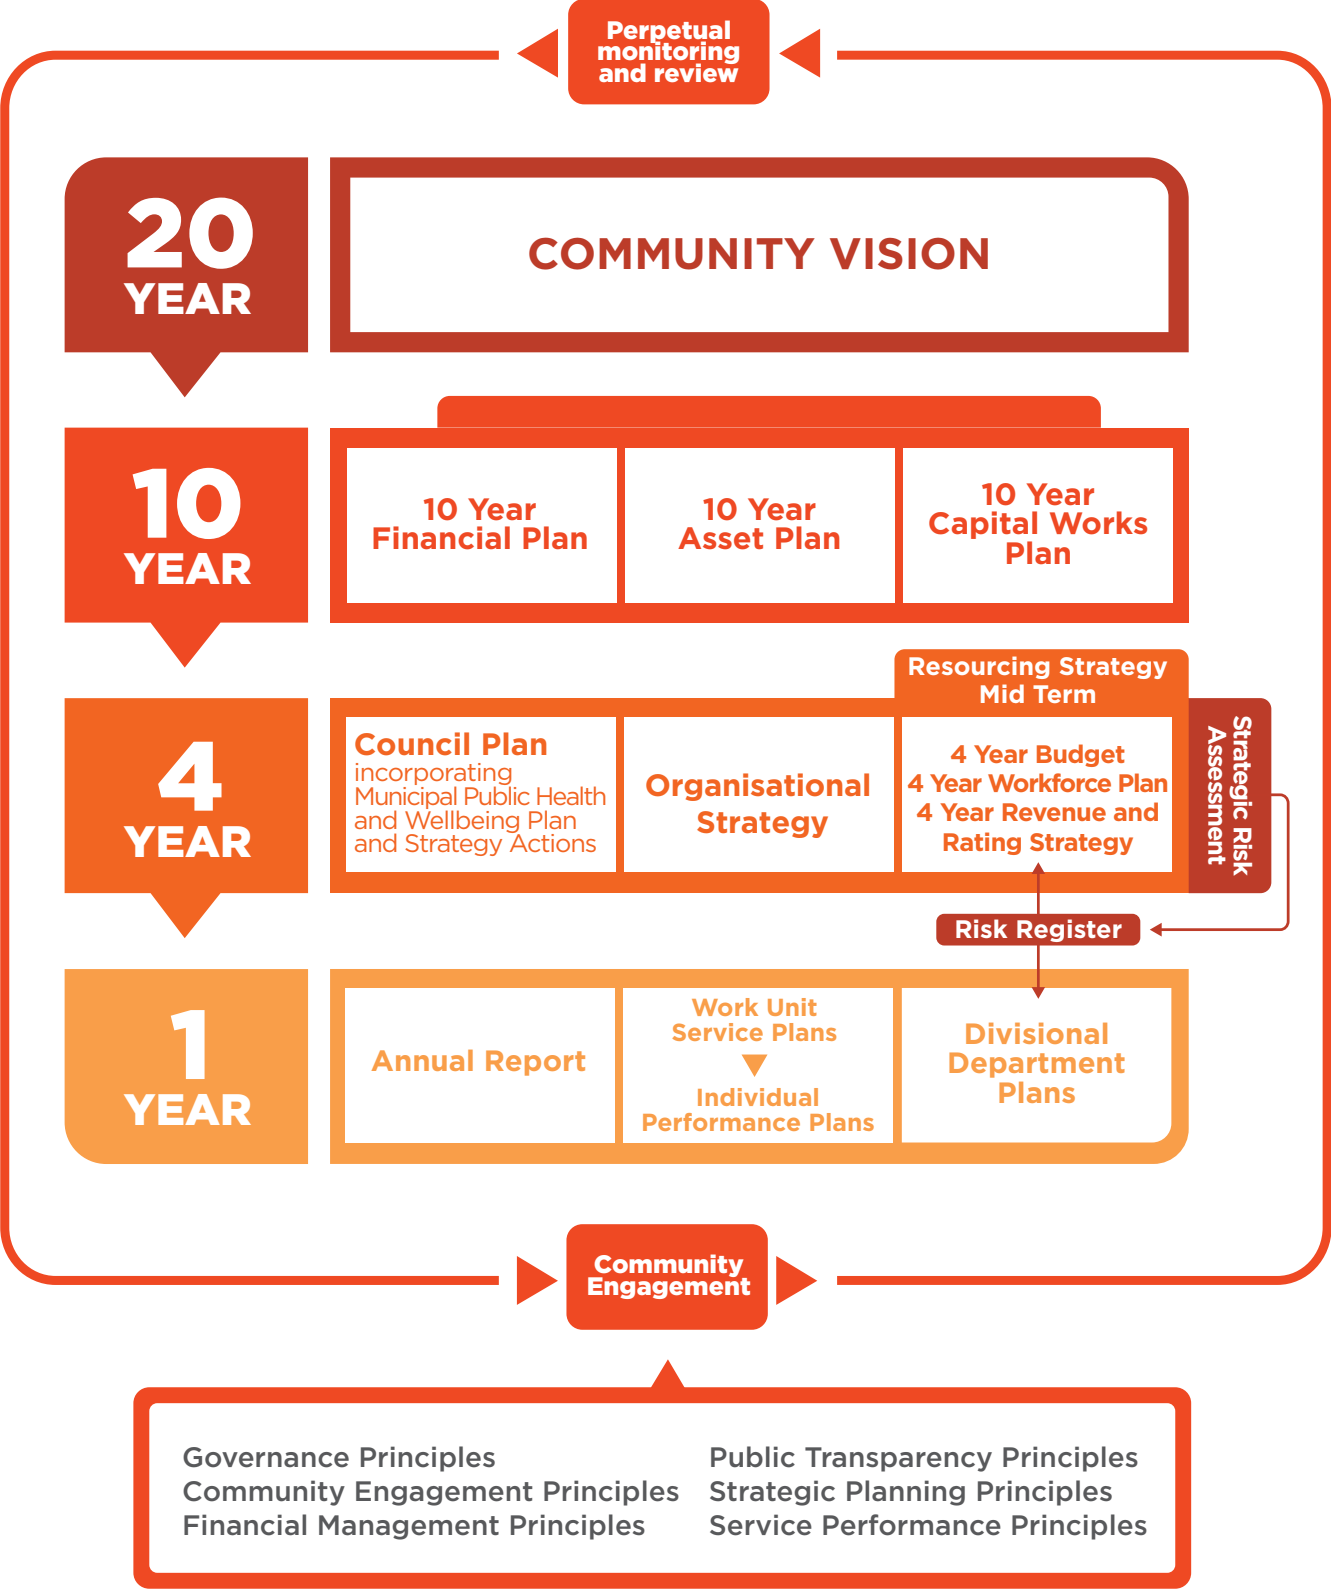 Perpetual
monitoring
and review
20
YEAR
COMMUNITY VISION
10
YEAR
10 Year
Financial Plan
10 Year
Asset Plan
10 Year
Capital Works
Plan
4
YEAR
Council Plan
incorporating
Municipal Public Health
and Wellbeing Plan
and Strategy Actions
Organisational
Strategy
Resourcing Strategy
Mid Term
4 Year Budget
4 Year Workforce Plan
4 Year Revenue and
Rating Strategy
Strategic Risk
Assessment
Risk Register
1
YEAR
Annual Report
Work Unit
Service Plans
Individual
Performance Plans
Divisional
Department
Plans
Community
Engagement
Governance Principles
Community Engagement Principles
Financial Management Principles
Public Transparency Principles
Strategic Planning Principles
Service Performance Principles